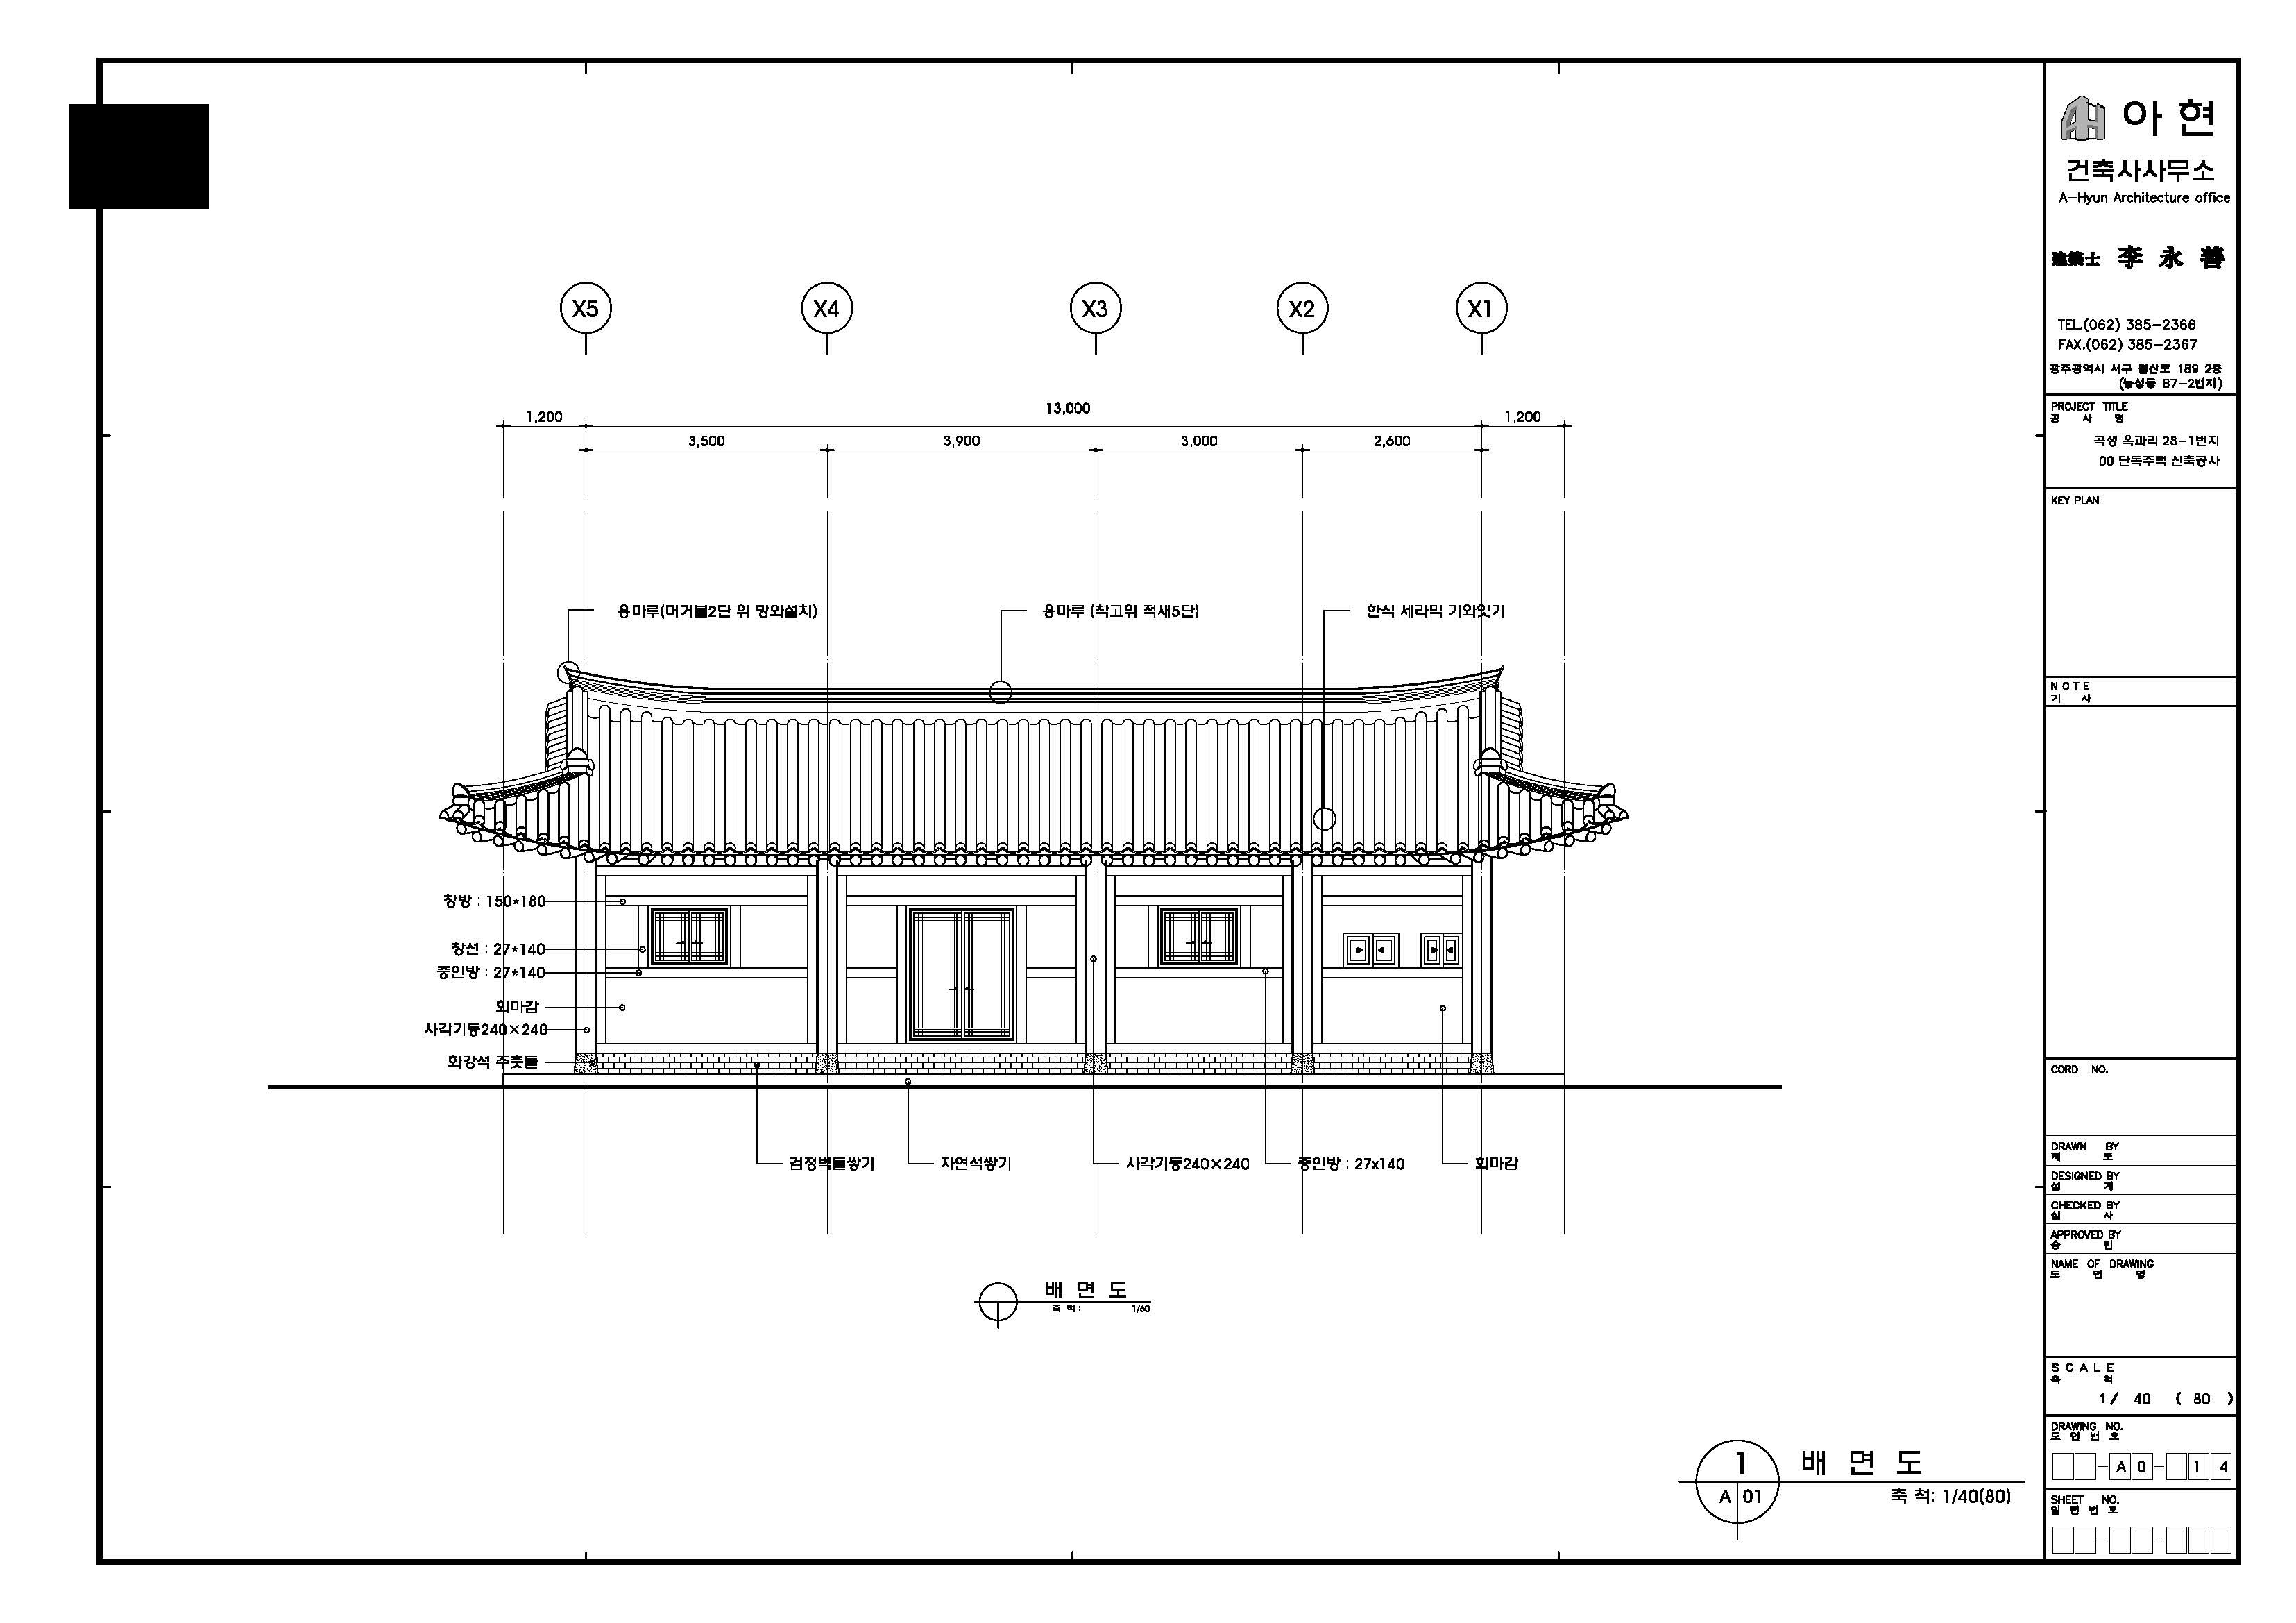 X5 X4 X3 X2 X1
1,200 13,000 1,200
3,500 3,900 3,000 2,600
용마루(머거불2단 위 망와설치)
용마루 (착고위 적새5단)
한식 세라믹 기와잇기
창방 : 150*180
창선 : 27*140
중인방 : 27*140
회마감
사각기둥240×240
화강석 주춧돌
검정벽돌쌓기
자연석쌓기
사각기둥240×240
중인방 : 27x140
회마감
배 면 도
축 척 : 1/60
1
A 01
배 면 도
축 척: 1/40(80)
AH 아 현
건축사사무소
A-Hyun Architecture office
建築士 李 永 善
TEL.(062) 385-2366
FAX.(062) 385-2367
광주광역시 서구 월산로 189 2층
(농성동 87-2번지)
PROJECT TITLE
공 사 명
곡성 옥과리 28-1번지
00 단독주택 신축공사
KEY PLAN
N O T E
기 사
CORD NO.
DRAWN BY
제 도
DESIGNED BY
설 계
CHECKED BY
심 사
APPROVED BY
승 인
NAME OF DRAWING
도 면 명
S C A L E
축 척
1/ 40 ( 80 )
DRAWING NO.
도 면 번 호
- A 0 - 1 4
SHEET NO.
일 련 번 호
- -